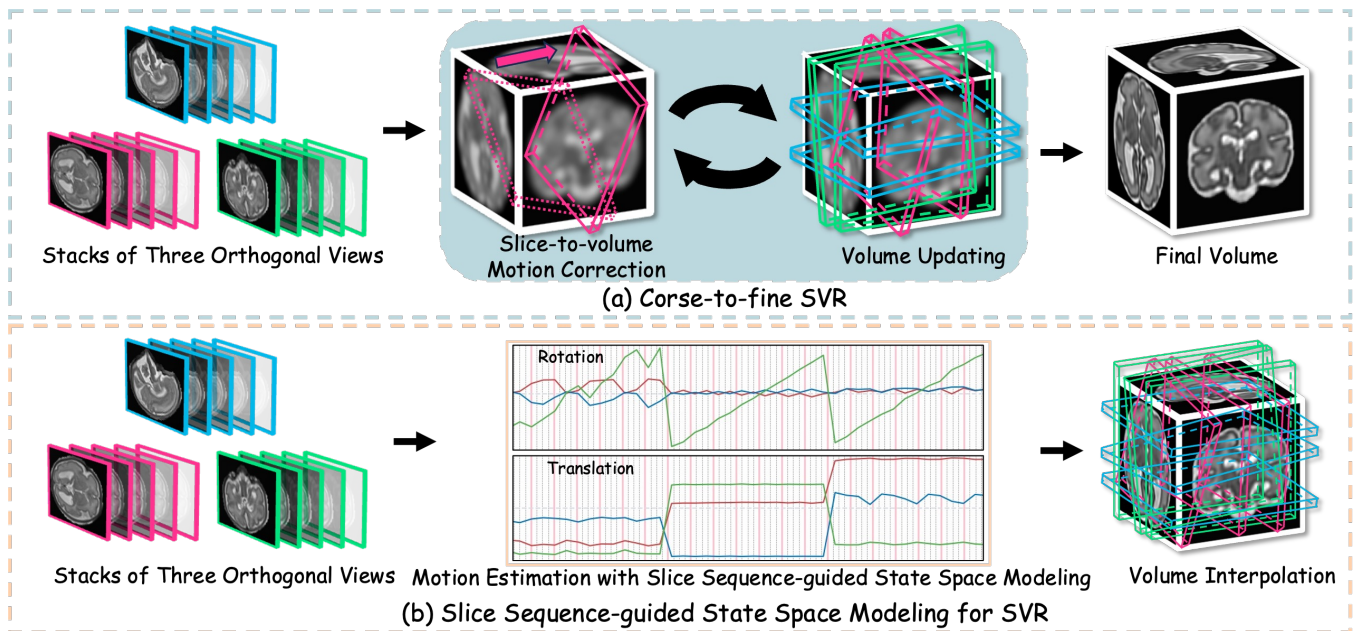 Stacks of Three Orthogonal Views
Slice-to-volume
Motion Correction
Volume Updating
Final Volume
(a) Corse-to-fine SVR
Rotation
Translation
Stacks of Three Orthogonal Views
Motion Estimation with Slice Sequence-guided State Space Modeling
Volume Interpolation
(b) Slice Sequence-guided State Space Modeling for SVR